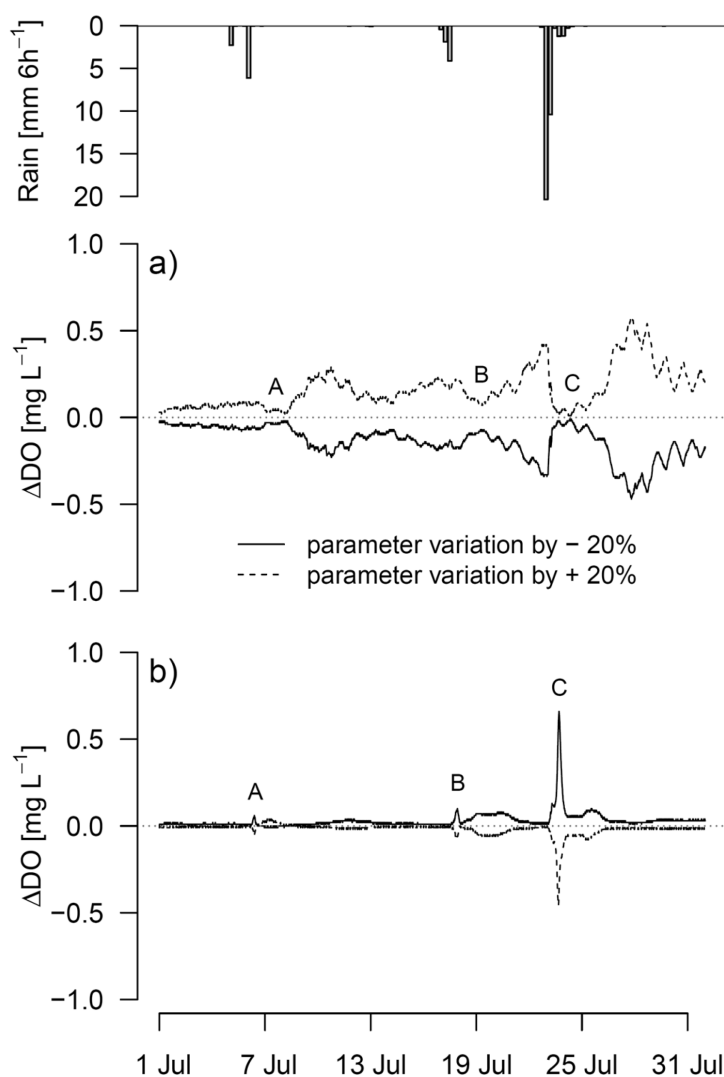 Rain [mm 6h⁻¹]
0
5
10
15
20
a)
ΔDO [mg L⁻¹]
1.0
0.5
0.0
−0.5
−1.0
A
B
C
parameter variation by − 20%
parameter variation by + 20%
b)
ΔDO [mg L⁻¹]
1.0
0.5
0.0
−0.5
−1.0
A
B
C
1 Jul 7 Jul 13 Jul 19 Jul 25 Jul 31 Jul